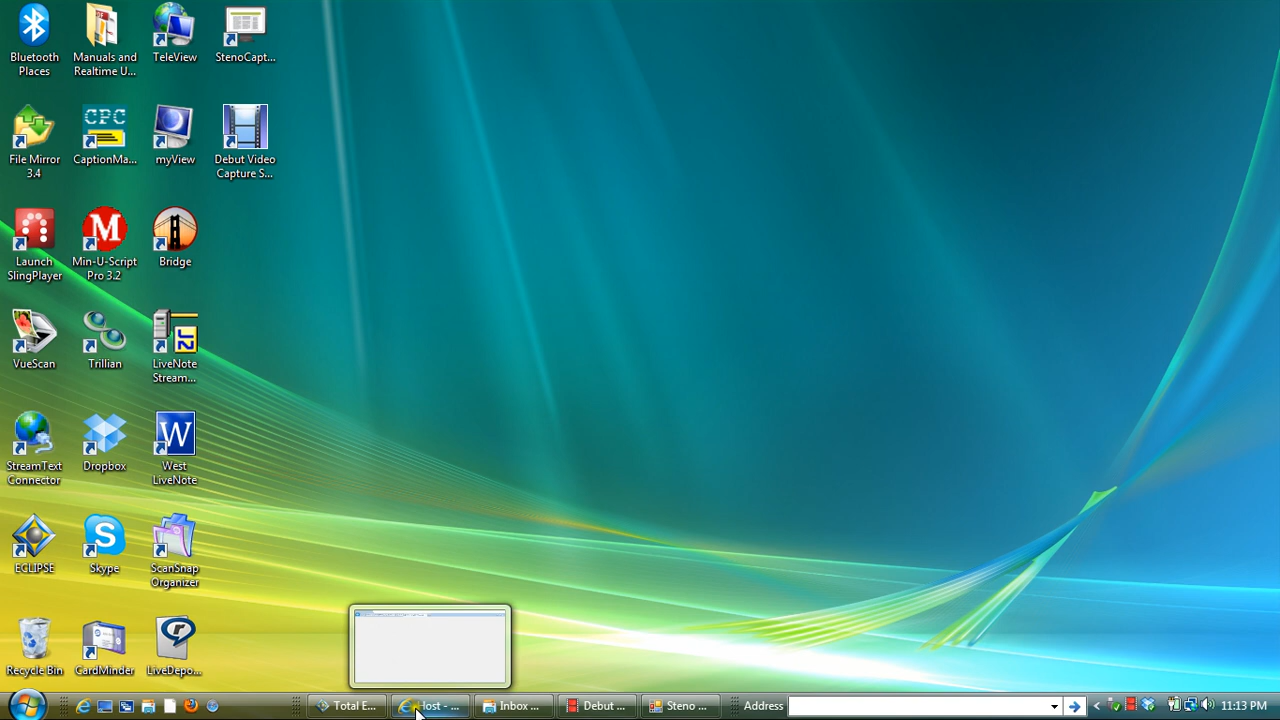 Bluetooth
Places
Manuals and
Realtime U...
TeleView
StenoCapt...
File Mirror
3.4
CPC
CaptionMa...
myView
Debut Video
Capture S...
Launch
SlingPlayer
M
Min-U-Script
Pro 3.2
Bridge
VueScan
Trillian
LiveNote
Stream...
StreamText
Connector
Dropbox
W
West
LiveNote
ECLIPSE
S
Skype
ScanSnap
Organizer
Recycle Bin
CardMinder
r
LiveDepo...
Total E...
Host - ...
Inbox ...
Debut ...
Steno ...
Address
11:13 PM